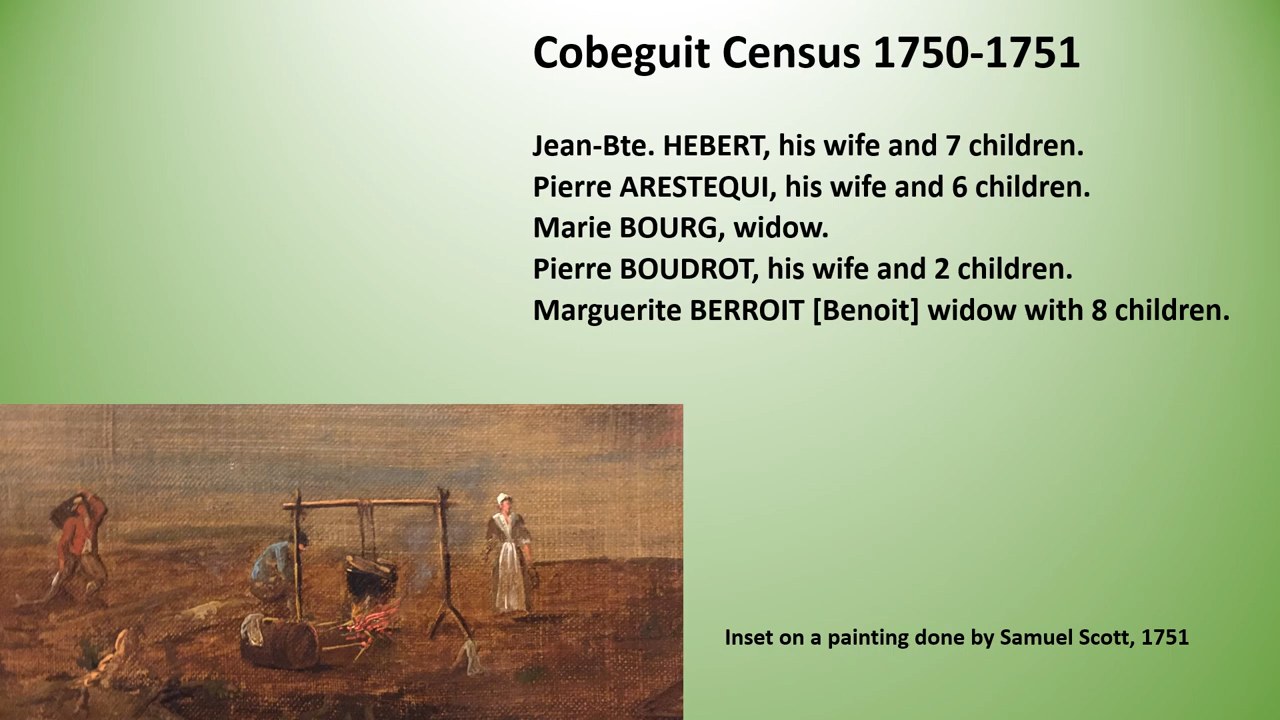 Cobeguit Census 1750-1751
Jean-Bte. HEBERT, his wife and 7 children.
Pierre ARESTEQUI, his wife and 6 children.
Marie BOURG, widow.
Pierre BOUDROT, his wife and 2 children.
Marguerite BERROIT [Benoit] widow with 8 children.
Inset on a painting done by Samuel Scott, 1751